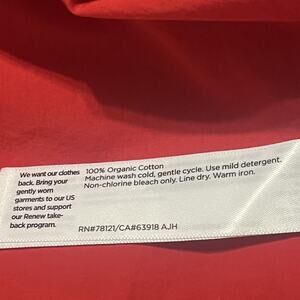 We want our clothes
back. Bring your
gently worn
garments to our US
stores and support
our Renew take-
back program.
100% Organic Cotton
Machine wash cold, gentle cycle. Use mild detergent.
Non-chlorine bleach only. Line dry. Warm iron.
RN#78121/CA#63918 AJH